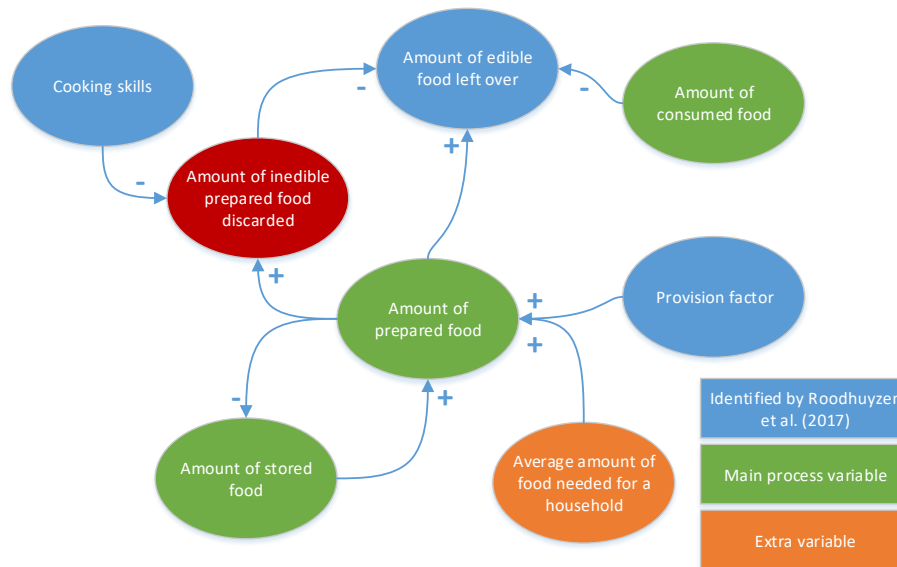 Cooking skills
Amount of edible
food left over
Amount of
consumed food
-
-
-
+
Amount of inedible
prepared food
discarded
+
Amount of
prepared food
+
+
Provision factor
-
+
Amount of stored
food
Average amount of
food needed for a
household
Identified by Roodhuyzen
et al. (2017)
Main process variable
Extra variable